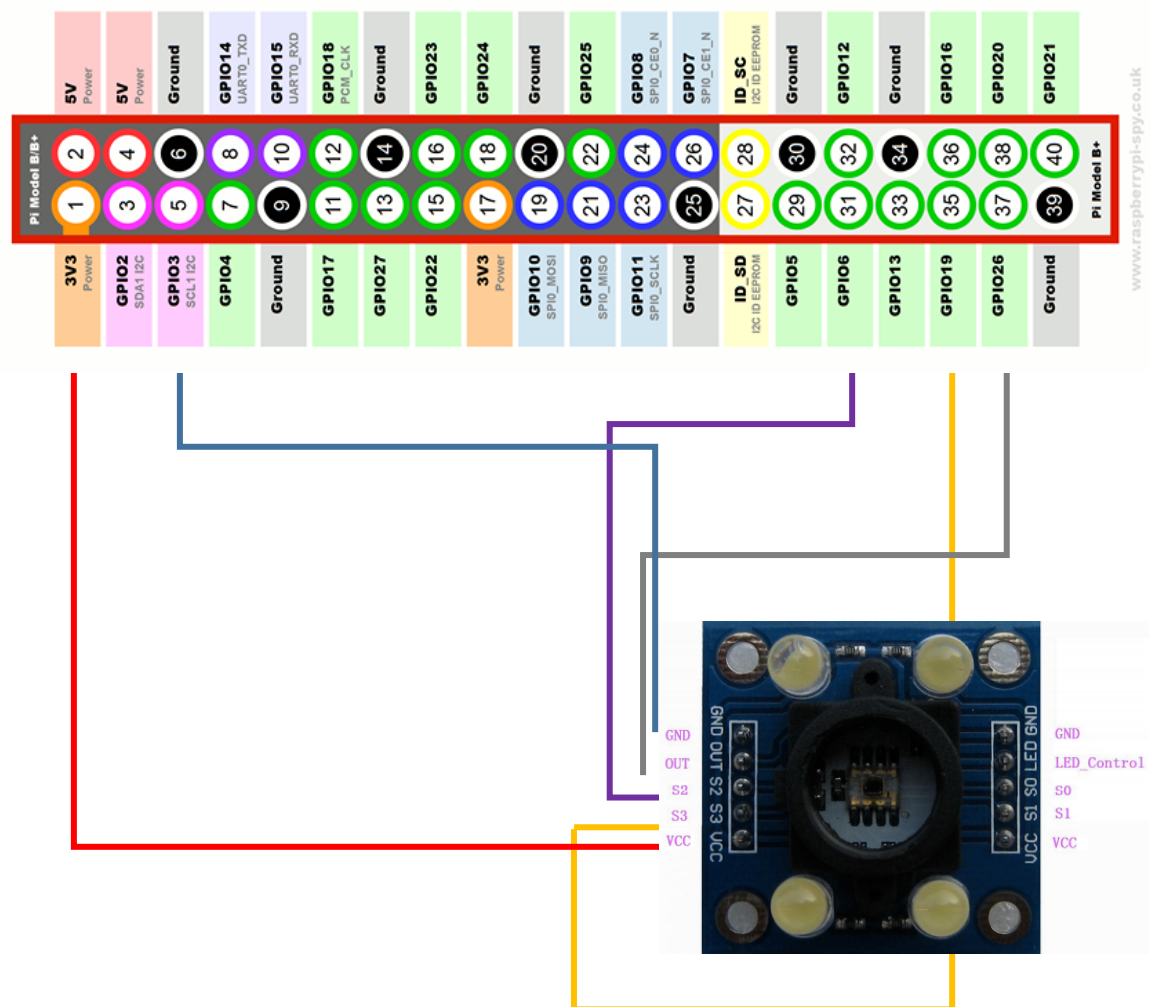 5V
Power
5V
Power
Ground
GPIO14
UART0_TXD
GPIO15
UART0_RXD
GPIO18
PCM_CLK
Ground
GPIO23
GPIO24
Ground
GPIO25
GPIO8
SPI0_CE0_N
GPIO7
SPI0_CE1_N
ID_SC
I2C ID EEPROM
Ground
GPIO12
Ground
GPIO16
GPIO20
GPIO21
www.raspberrypi-spy.co.uk
Pi Model B/B+
2 4 6 8 10 12 14 16 18 20 22 24 26 28 30 32 34 36 38 40
1 3 5 7 9 11 13 15 17 19 21 23 25 27 29 31 33 35 37 39
Pi Model B+
3V3
Power
GPIO2
SDA1 I2C
GPIO3
SCL1 I2C
GPIO4
Ground
GPIO17
GPIO27
GPIO22
3V3
Power
GPIO10
SPI0_MOSI
GPIO9
SPI0_MISO
GPIO11
SPI0_SCLK
Ground
ID_SD
I2C ID EEPROM
GPIO5
GPIO6
GPIO13
GPIO19
GPIO26
Ground
GND
OUT
S2
S3
VCC
GND OUT S2 S3 VCC
VCC S1 S0 LED GND
GND
LED_Control
S0
S1
VCC